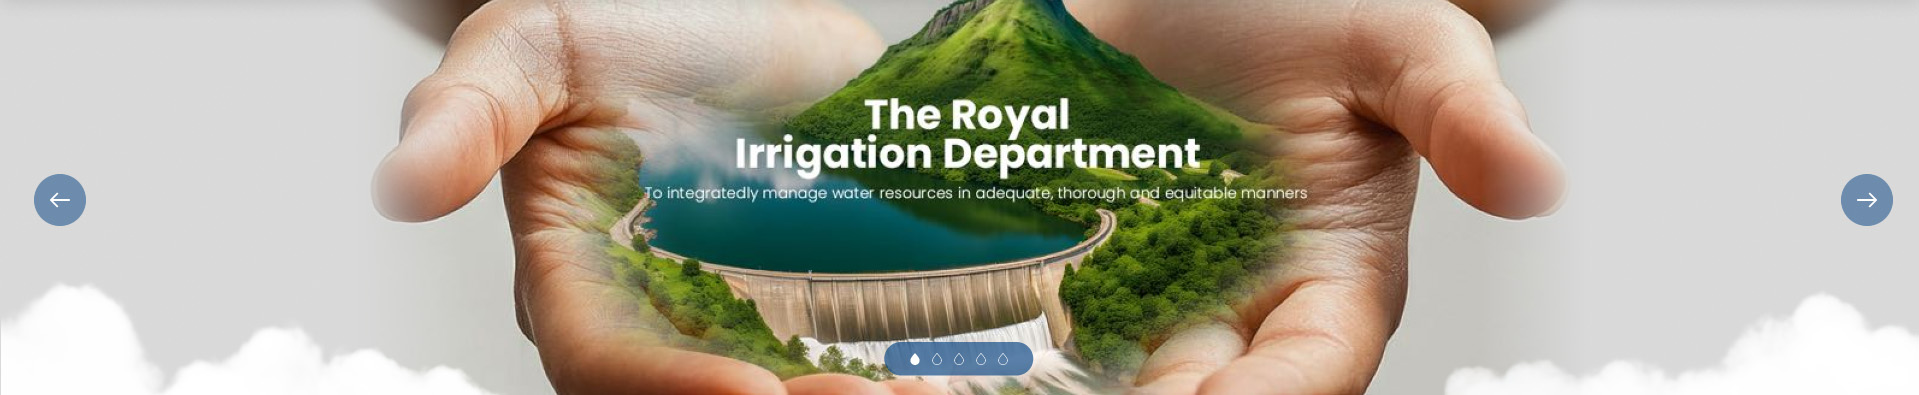 The Royal
Irrigation Department
To integratedly manage water resources in adequate, thorough and equitable manners